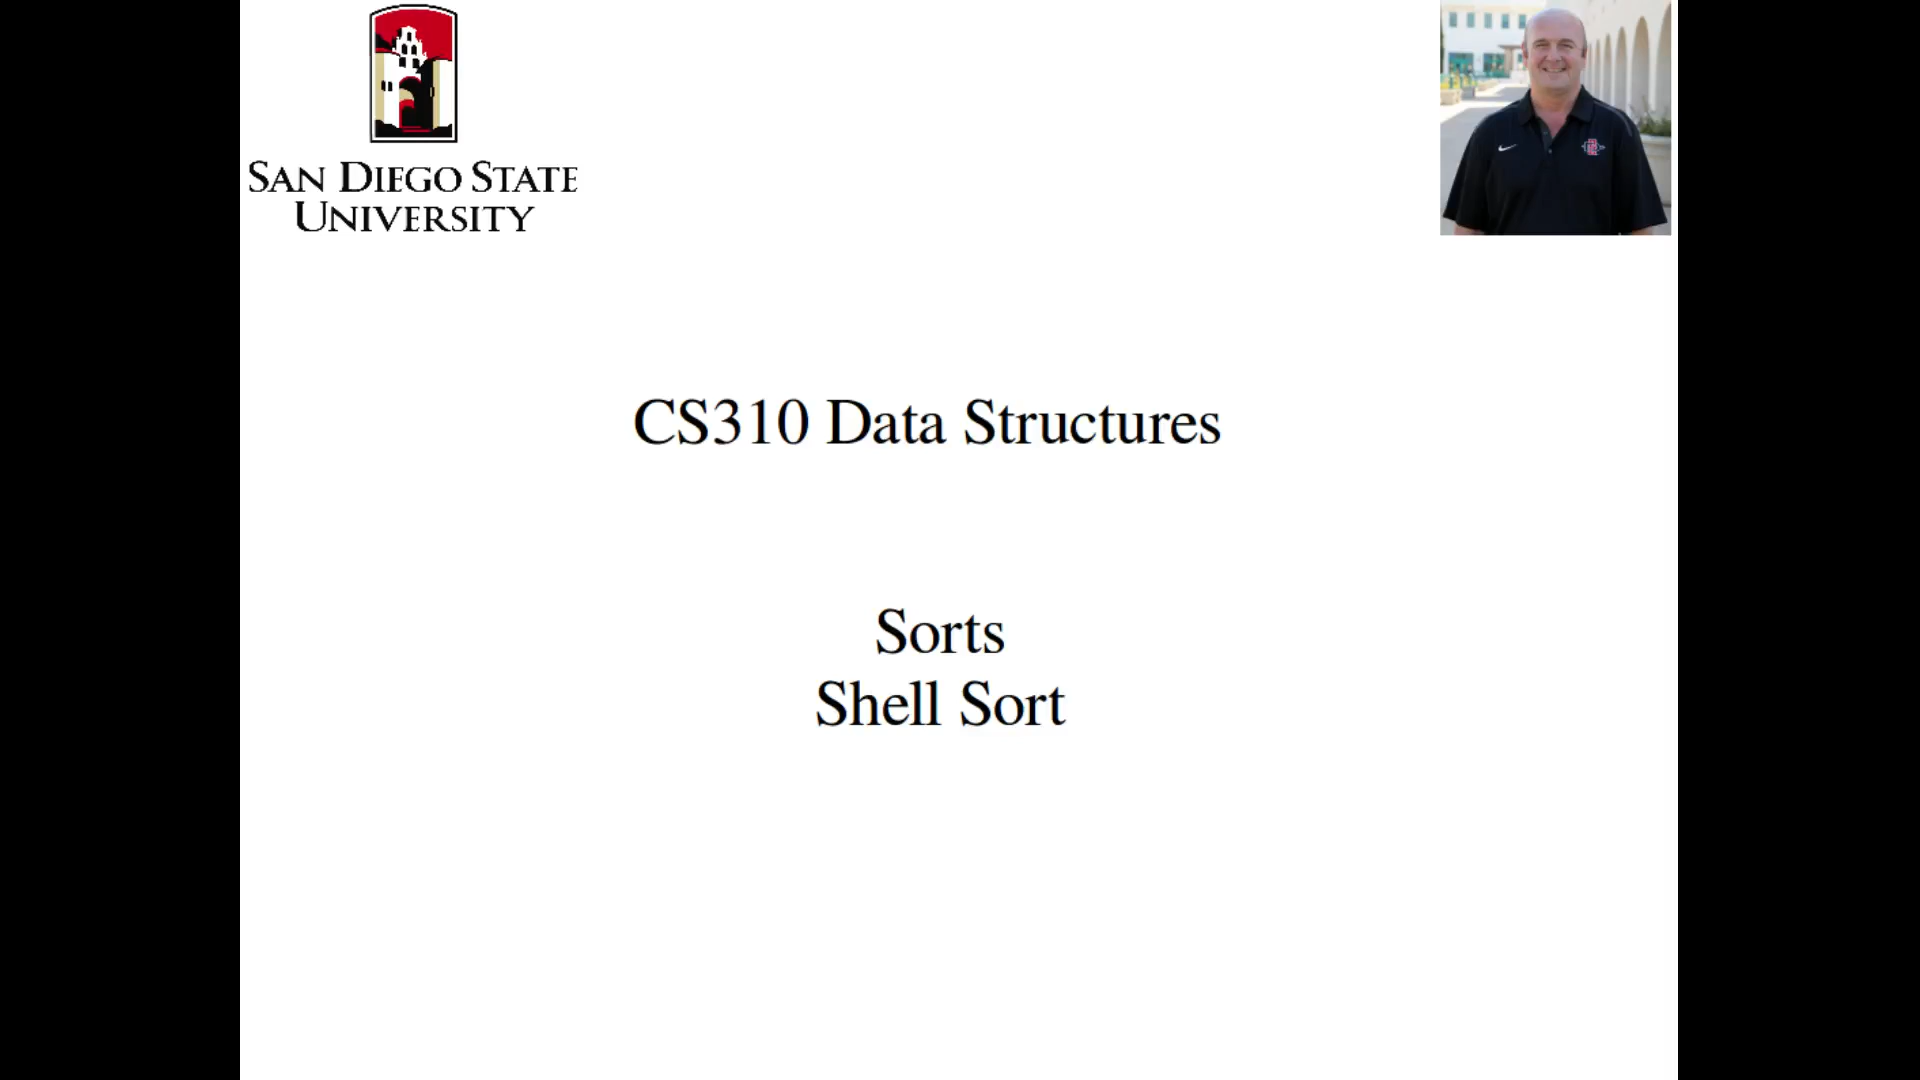 SAN DIEGO STATE
UNIVERSITY
CS310 Data Structures
Sorts
Shell Sort